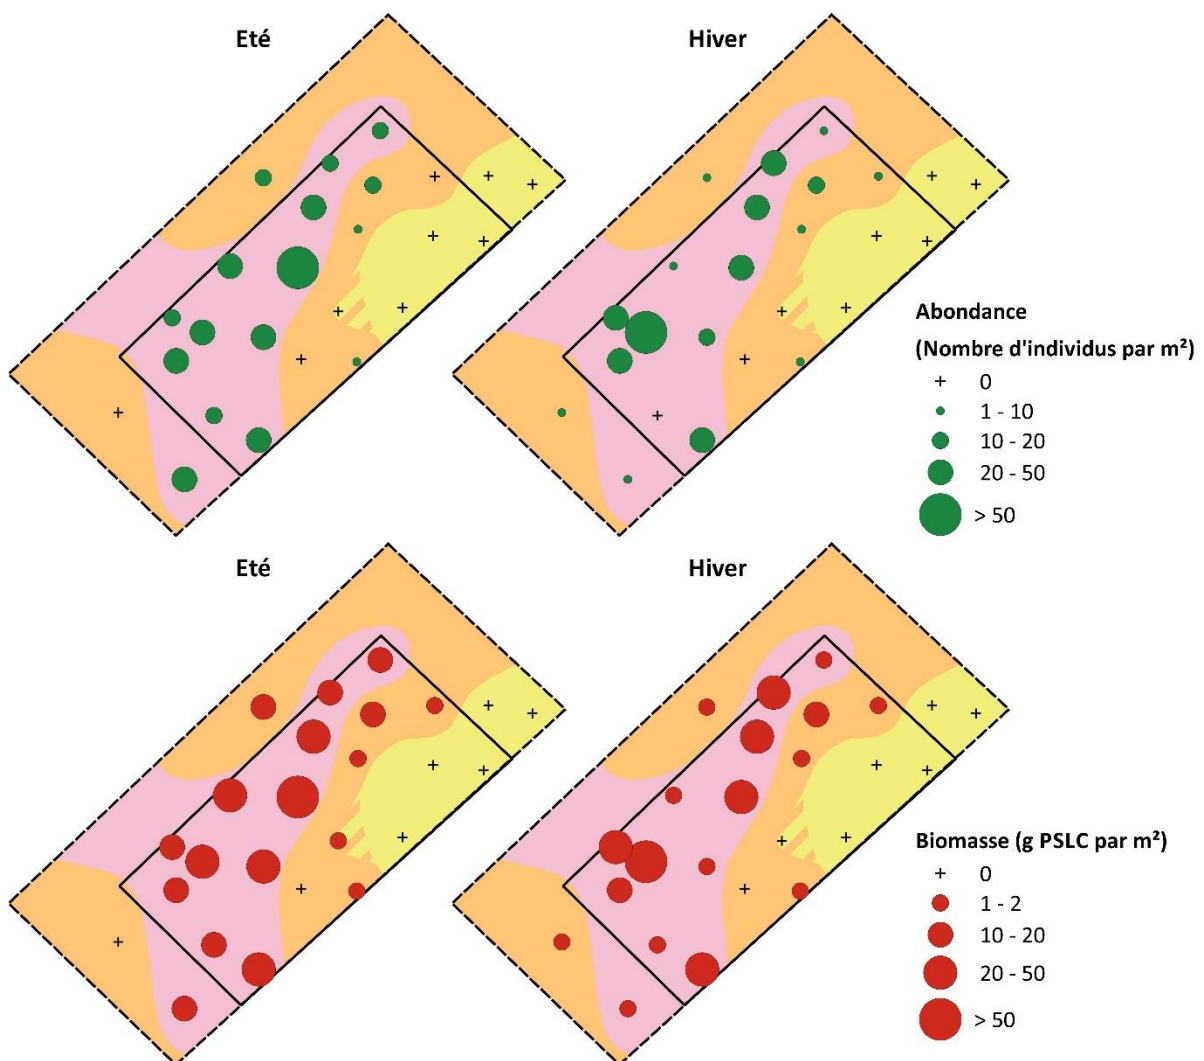 Eté
Hiver
Abondance
(Nombre d'individus par m²)
+ 0
1 - 10
10 - 20
20 - 50
> 50
Eté
Hiver
Biomasse (g PSLC par m²)
+ 0
1 - 2
10 - 20
20 - 50
> 50